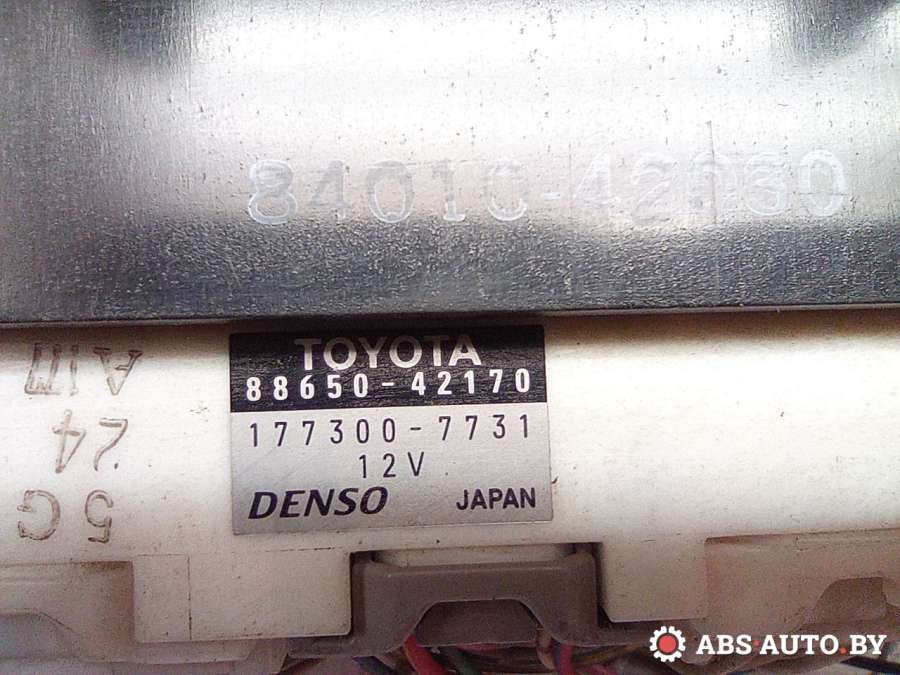 84010-42060
TOYOTA
88650-42170
177300-7731
12V
DENSO JAPAN
24
5G
ABS-AUTO.BY